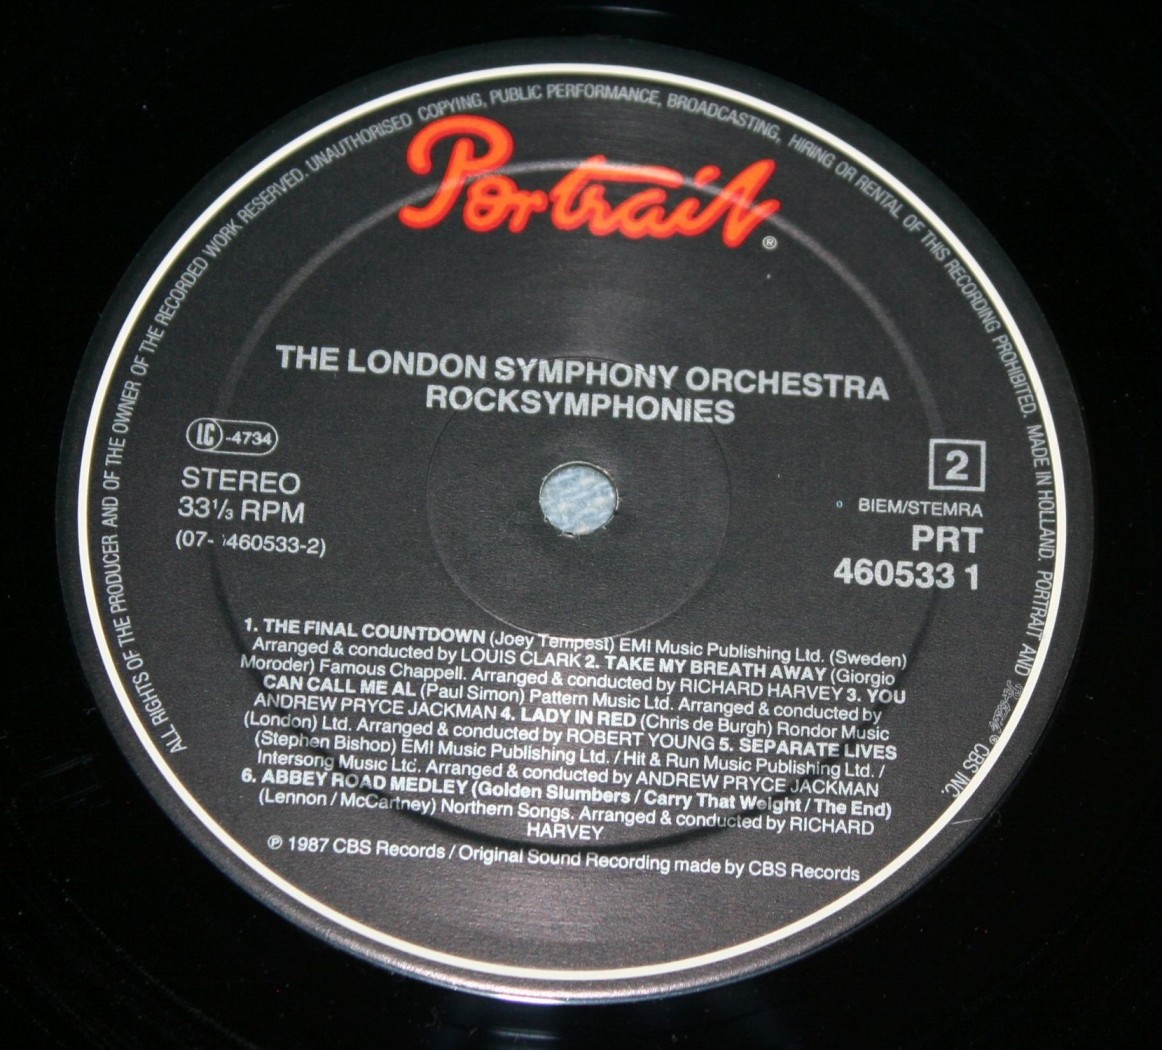 ALL RIGHTS OF THE PRODUCER AND OF THE OWNER OF THE RECORDED WORK RESERVED. UNAUTHORISED COPYING, PUBLIC PERFORMANCE, BROADCASTING, HIRING OR RENTAL OF THIS RECORDING PROHIBITED. MADE IN HOLLAND. PORTRAIT AND ® CBS INC.
Portrait®
THE LONDON SYMPHONY ORCHESTRA
ROCKSYMPHONIES
LC-4734
STEREO
33⅓ RPM
(07- 460533-2)
2
BIEM/STEMRA
PRT
460533 1
1. THE FINAL COUNTDOWN (Joey Tempest) EMI Music Publishing Ltd. (Sweden)
Arranged & conducted by LOUIS CLARK 2. TAKE MY BREATH AWAY (Giorgio
Moroder) Famous Chappell. Arranged & conducted by RICHARD HARVEY 3. YOU
CAN CALL ME AL (Paul Simon) Pattern Music Ltd. Arranged & conducted by
ANDREW PRYCE JACKMAN 4. LADY IN RED (Chris de Burgh) Rondor Music
(London) Ltd. Arranged & conducted by ROBERT YOUNG 5. SEPARATE LIVES
(Stephen Bishop) EMI Music Publishing Ltd. / Hit & Run Music Publishing Ltd. /
Intersong Music Ltd. Arranged & conducted by ANDREW PRYCE JACKMAN
6. ABBEY ROAD MEDLEY (Golden Slumbers / Carry That Weight / The End)
(Lennon / McCartney) Northern Songs. Arranged & conducted by RICHARD
HARVEY
℗ 1987 CBS Records / Original Sound Recording made by CBS Records